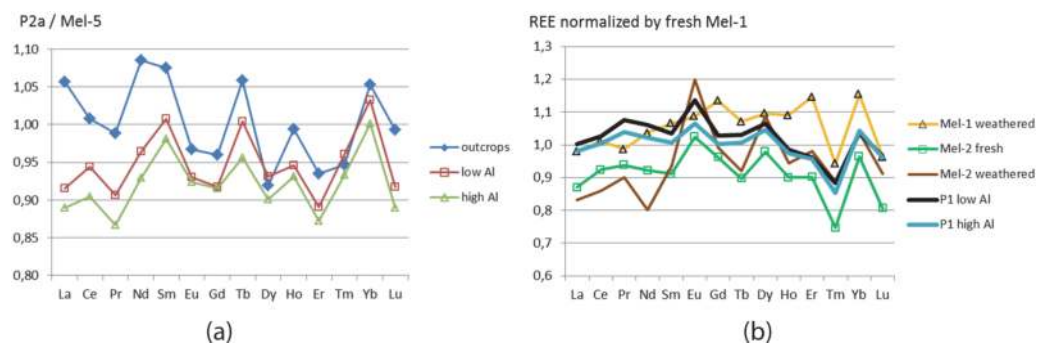 P2a / Mel-5
1,10
1,05
1,00
0,95
0,90
0,85
0,80
La Ce Pr Nd Sm Eu Gd Tb Dy Ho Er Tm Yb Lu
outcrops
low Al
high Al
(a)
REE normalized by fresh Mel-1
1,3
1,2
1,1
1,0
0,9
0,8
0,7
0,6
La Ce Pr Nd Sm Eu Gd Tb Dy Ho Er Tm Yb Lu
Mel-1 weathered
Mel-2 fresh
Mel-2 weathered
P1 low Al
P1 high Al
(b)